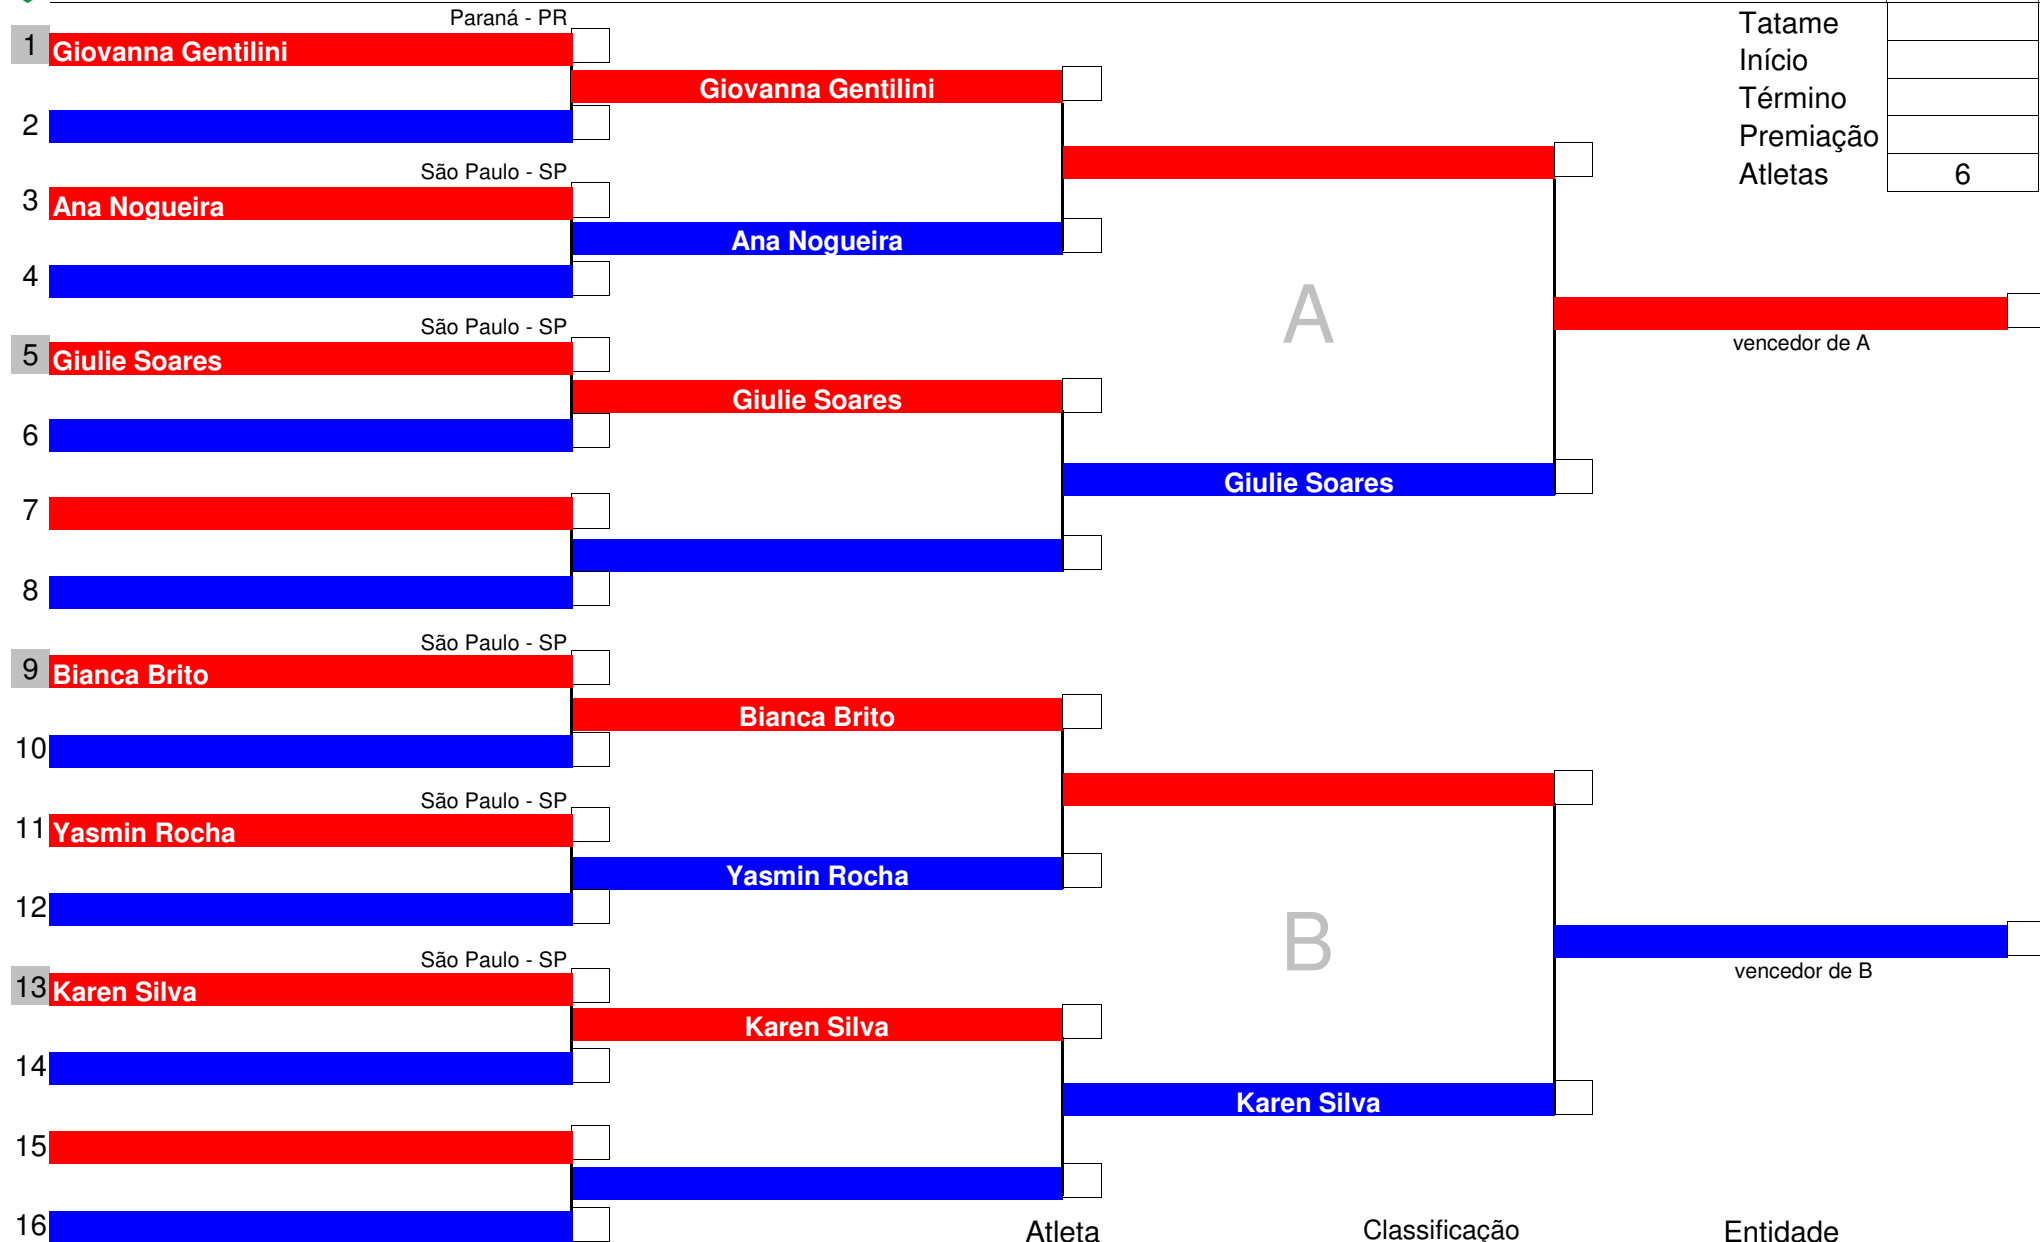 Paraná - PR
1 Giovanna Gentilini
Giovanna Gentilini
2
São Paulo - SP
3 Ana Nogueira
Ana Nogueira
4
São Paulo - SP
5 Giulie Soares
Giulie Soares
6
Giulie Soares
7
8
São Paulo - SP
9 Bianca Brito
Bianca Brito
10
São Paulo - SP
11 Yasmin Rocha
Yasmin Rocha
12
São Paulo - SP
13 Karen Silva
Karen Silva
14
Karen Silva
15
16
A
B
vencedor de A
vencedor de B
Tatame
Início
Término
Premiação
Atletas 6
Atleta Classificação Entidade